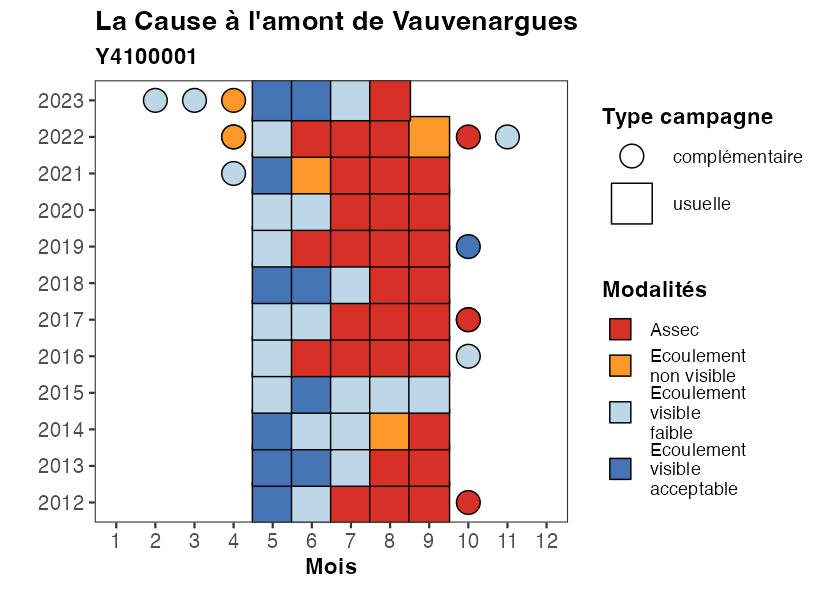 La Cause à l'amont de Vauvenargues
Y4100001
2023
2022
2021
2020
2019
2018
2017
2016
2015
2014
2013
2012
1 2 3 4 5 6 7 8 9 10 11 12
Mois
Type campagne
complémentaire
usuelle
Modalités
Assec
Ecoulement
non visible
Ecoulement
visible
faible
Ecoulement
visible
acceptable